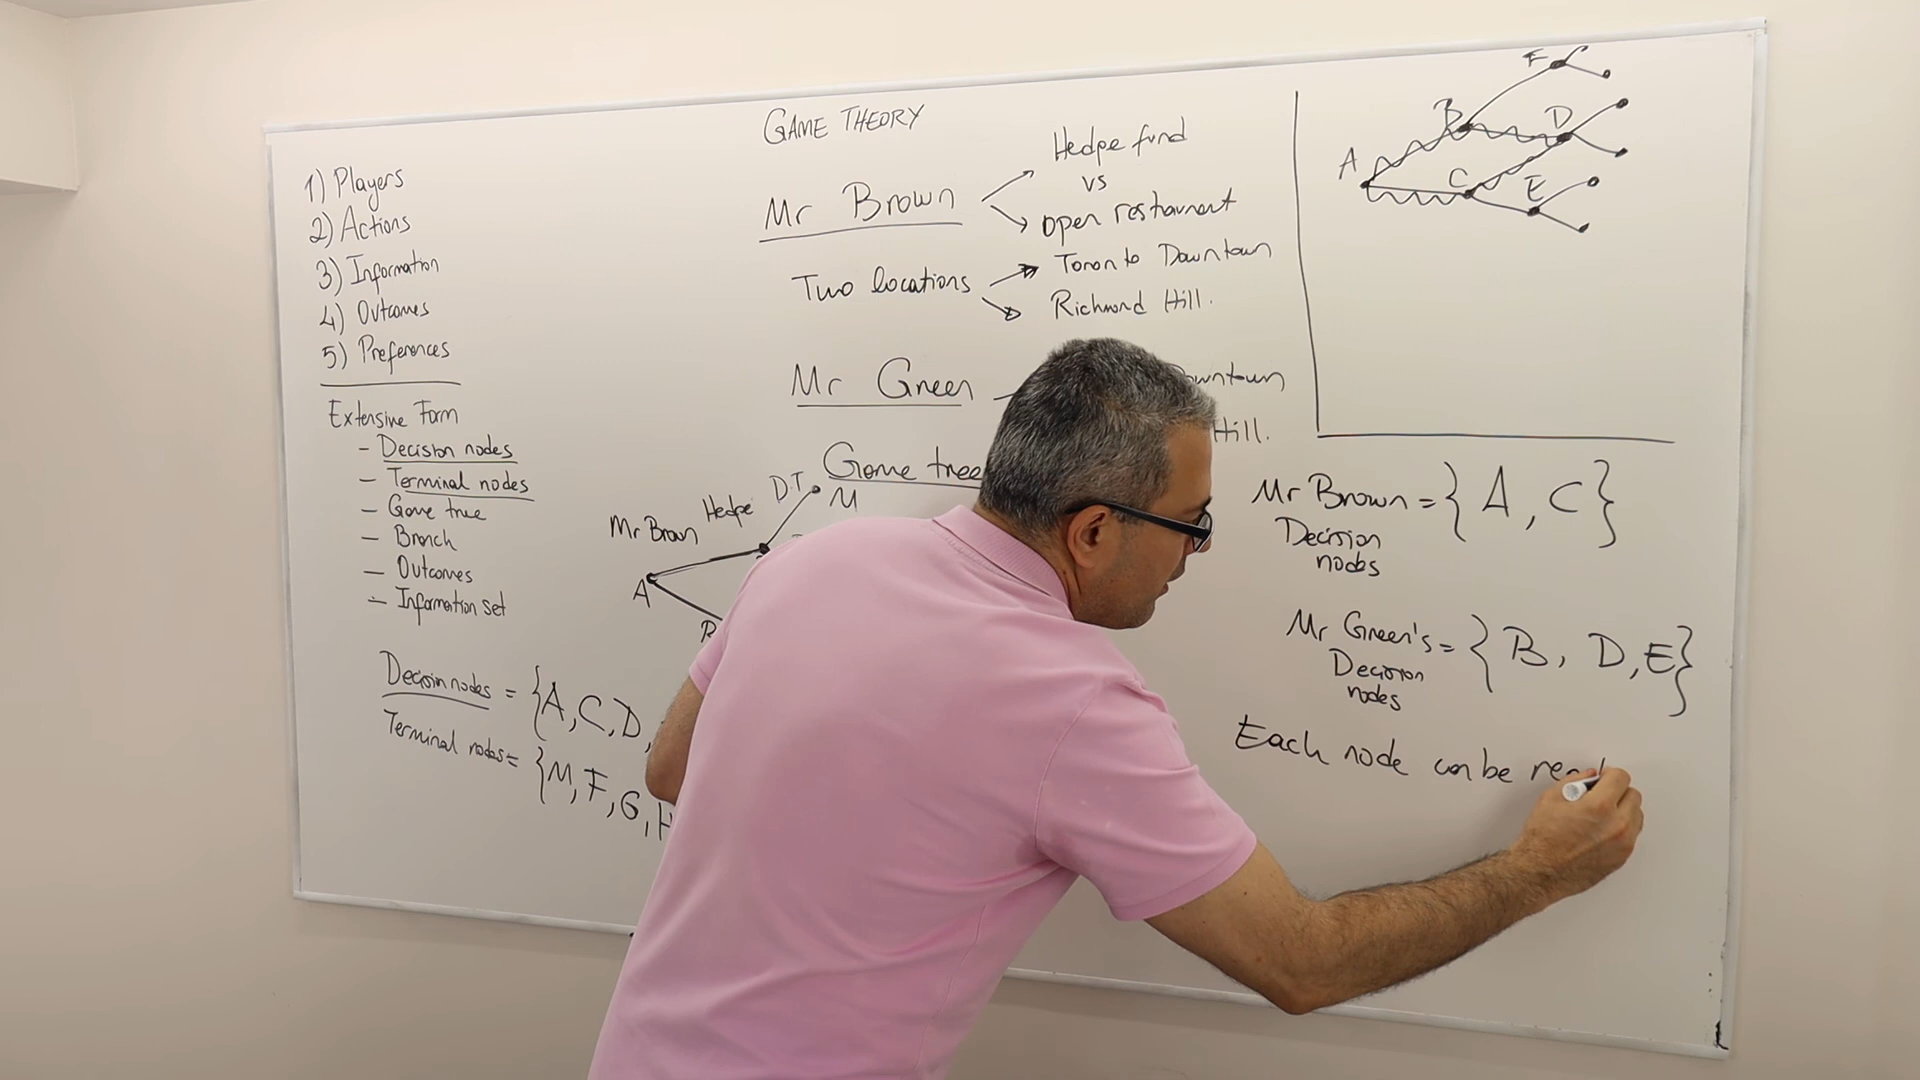 GAME THEORY
1) Players
2) Actions
3) Information
4) Outcomes
5) Preferences
Extensive Form
- Decision nodes
- Terminal nodes
- Game tree
- Branch
- Outcomes
- Information set
Decision nodes = {A, C, D,
Terminal nodes = {M, F, G, H
Mr Brown
Hedge fund
vs
open restaurnent
Two locations
Toronto Downtown
Richmond Hill.
Mr Green
Downtown
Hill.
Game tree
Mr Brown
Hedge
D.T
M
A
A
B
C
D
E
F
Mr Brown = {A, C}
Decision
nodes
Mr Green's = {B, D, E}
Decision
nodes
Each node can be